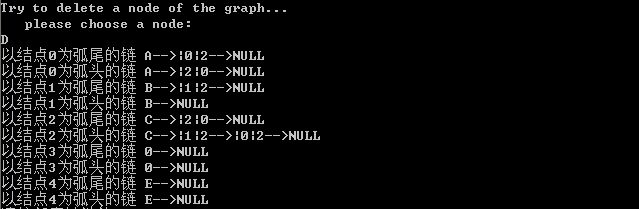 Try to delete a node of the graph...
please choose a node:
D
以结点0为弧尾的链 A-->|0|2-->NULL
以结点0为弧头的链 A-->|2|0-->NULL
以结点1为弧尾的链 B-->|1|2-->NULL
以结点1为弧头的链 B-->NULL
以结点2为弧尾的链 C-->|2|0-->NULL
以结点2为弧头的链 C-->|1|2-->|0|2-->NULL
以结点3为弧尾的链 0-->NULL
以结点3为弧头的链 0-->NULL
以结点4为弧尾的链 E-->NULL
以结点4为弧头的链 E-->NULL